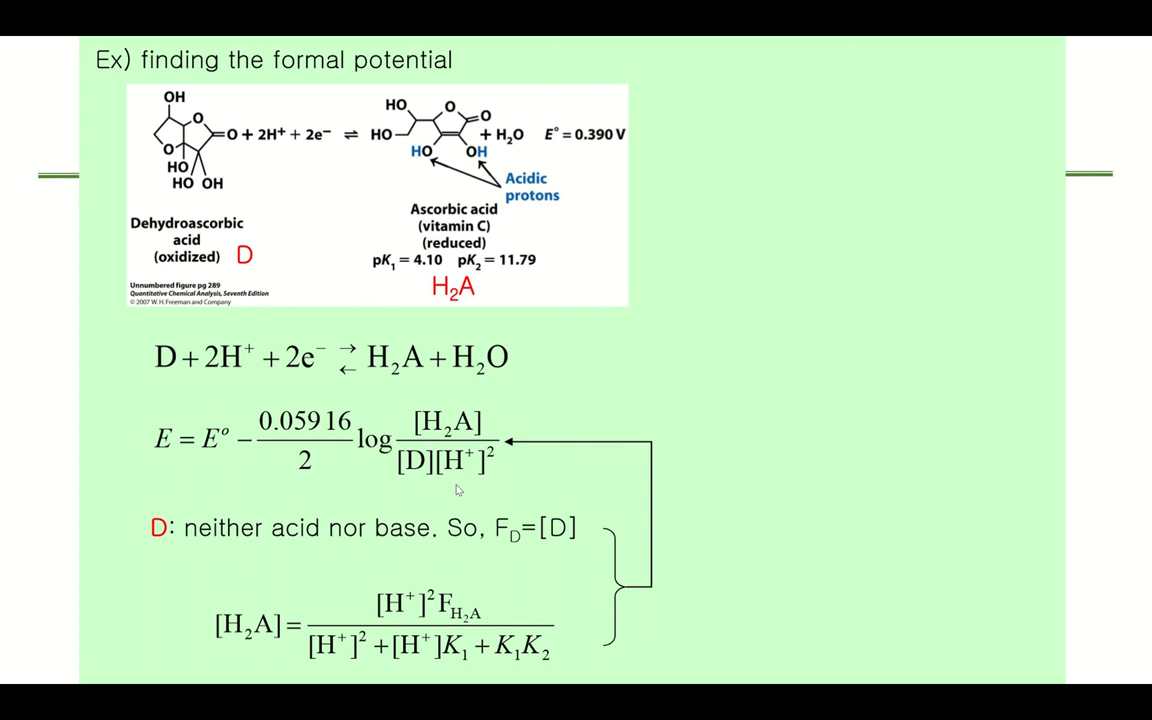 Ex) finding the formal potential
OH
O
O + 2H⁺ + 2e⁻ ⇌
O
HO
HO OH
HO
O
O
HO
+ H₂O E° = 0.390 V
HO OH
Acidic
protons
Dehydroascorbic
acid
(oxidized) D
Ascorbic acid
(vitamin C)
(reduced)
pK₁ = 4.10 pK₂ = 11.79
H₂A
Unnumbered figure pg 289
Quantitative Chemical Analysis, Seventh Edition
© 2007 W. H. Freeman and Company
D + 2H⁺ + 2e⁻ ⇄ H₂A + H₂O
E = E° − 0.05916/2 log [H₂A]/[D][H⁺]²
D: neither acid nor base. So, F_D=[D]
[H₂A] = [H⁺]²F_H₂A / [H⁺]² + [H⁺]K₁ + K₁K₂